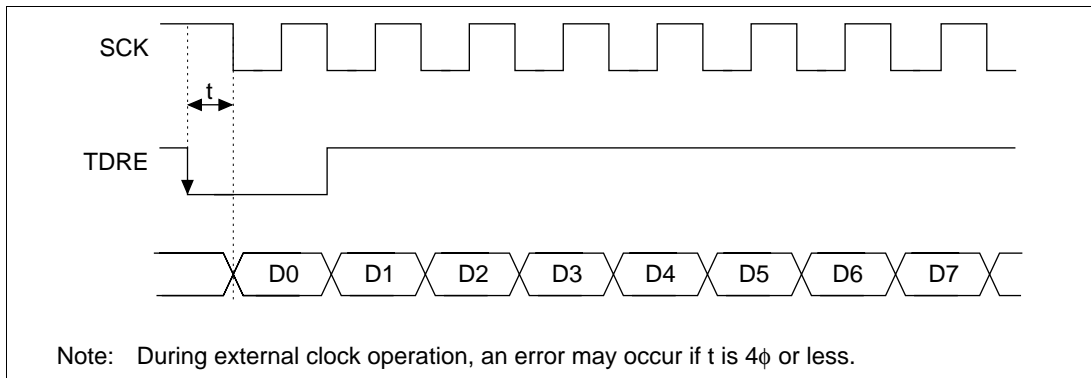 SCK
t
TDRE
D0 D1 D2 D3 D4 D5 D6 D7
Note: During external clock operation, an error may occur if t is 4ϕ or less.